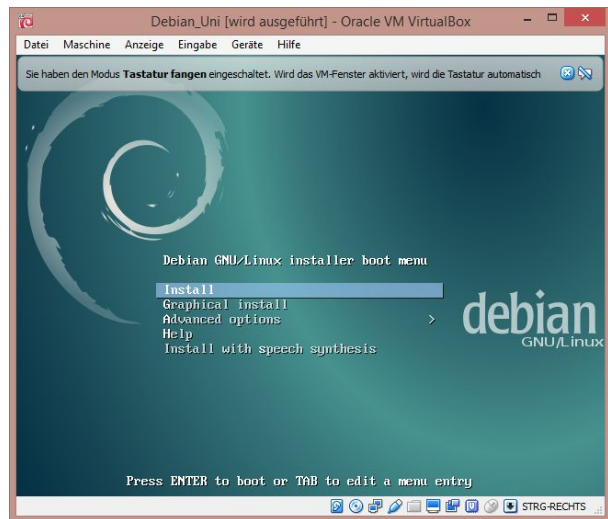 Debian_Uni [wird ausgeführt] - Oracle VM VirtualBox
Datei Maschine Anzeige Eingabe Geräte Hilfe
Sie haben den Modus Tastatur fangen eingeschaltet. Wird das VM-Fenster aktiviert, wird die Tastatur automatisch
Debian GNU/Linux installer boot menu
Install
Graphical install
Advanced options >
Help
Install with speech synthesis
debian
GNU/Linux
Press ENTER to boot or TAB to edit a menu entry
STRG-RECHTS